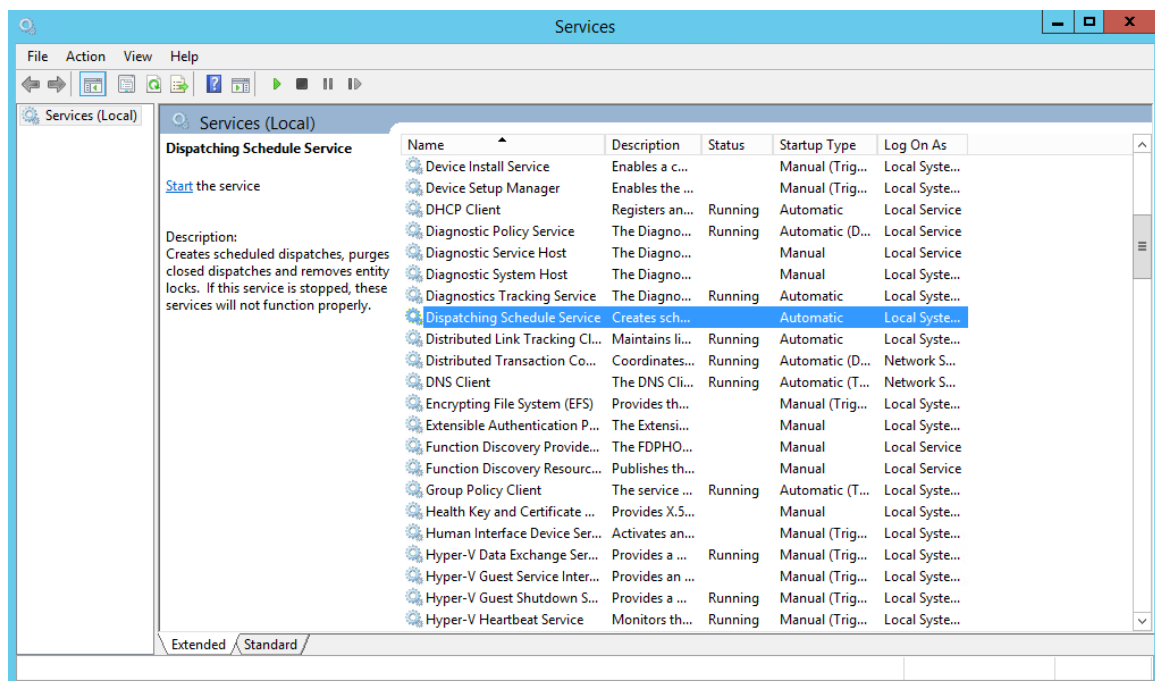 Services
File Action View Help
Services (Local)
Services (Local)
Dispatching Schedule Service
Start the service
Description:
Creates scheduled dispatches, purges
closed dispatches and removes entity
locks. If this service is stopped, these
services will not function properly.
Name Description Status Startup Type Log On As
Device Install Service Enables a c... Manual (Trig... Local Syste...
Device Setup Manager Enables the ... Manual (Trig... Local Syste...
DHCP Client Registers an... Running Automatic Local Service
Diagnostic Policy Service The Diagno... Running Automatic (D... Local Service
Diagnostic Service Host The Diagno... Manual Local Service
Diagnostic System Host The Diagno... Manual Local Syste...
Diagnostics Tracking Service The Diagno... Running Automatic Local Syste...
Dispatching Schedule Service Creates sch... Automatic Local Syste...
Distributed Link Tracking Cl... Maintains li... Running Automatic Local Syste...
Distributed Transaction Co... Coordinates... Running Automatic (D... Network S...
DNS Client The DNS Cli... Running Automatic (T... Network S...
Encrypting File System (EFS) Provides th... Manual (Trig... Local Syste...
Extensible Authentication P... The Extensi... Manual Local Syste...
Function Discovery Provide... The FDPHO... Manual Local Service
Function Discovery Resourc... Publishes th... Manual Local Service
Group Policy Client The service ... Running Automatic (T... Local Syste...
Health Key and Certificate ... Provides X.5... Manual Local Syste...
Human Interface Device Ser... Activates an... Manual (Trig... Local Syste...
Hyper-V Data Exchange Ser... Provides a ... Running Manual (Trig... Local Syste...
Hyper-V Guest Service Inter... Provides an ... Manual (Trig... Local Syste...
Hyper-V Guest Shutdown S... Provides a ... Running Manual (Trig... Local Syste...
Hyper-V Heartbeat Service Monitors th... Running Manual (Trig... Local Syste...
Extended Standard